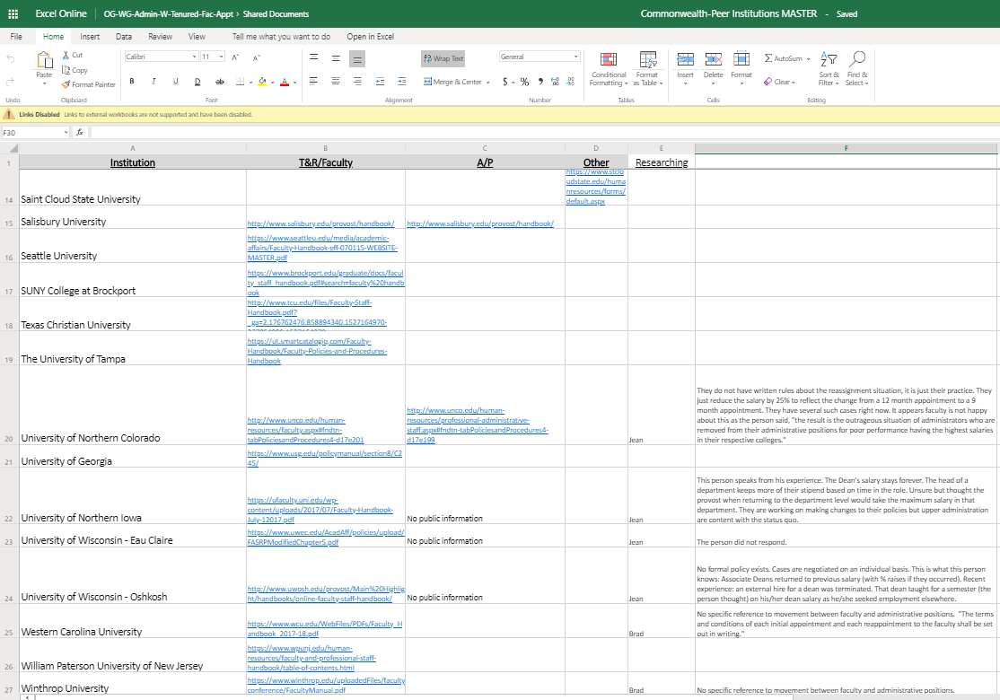 Excel Online OG-WG-Admin-W-Tenured-Fac-Appt › Shared Documents Commonwealth-Peer Institutions MASTER - Saved
File Home Insert Data Review View Tell me what you want to do Open in Excel
Cut
Copy
Format Painter
Paste
Calibri 11
B I U D ab
Wrap Text
Merge & Center
General
$ % ,
Conditional Formatting
Format as Table
Insert Delete Format
AutoSum
Clear
Sort & Filter
Find & Select
Undo Clipboard Font Alignment Number Tables Cells Editing
Links Disabled Links to external workbooks are not supported and have been disabled.
F30 fx
A B C D E F
1 Institution T&R/Faculty A/P Other Researching
https://www.stclo
udstate.edu/huma
nresources/forms/
default.aspx
14 Saint Cloud State University
15 Salisbury University http://www.salisbury.edu/provost/handbook/ http://www.salisbury.edu/provost/handbook/
https://www.seattleu.edu/media/academic-
affairs/Faculty-Handbook-eff-070115-WEBSITE-
MASTER.pdf
16 Seattle University
https://www.brockport.edu/graduate/docs/facul
ty_staff_handbook.pdf#search=faculty%20handb
ook
17 SUNY College at Brockport
http://www.tcu.edu/files/Faculty-Staff-
Handbook.pdf?
_ga=2.176762476.858894340.1527164970-
18 Texas Christian University
https://ut.smartcatalogiq.com/Faculty-
Handbook/Faculty-Policies-and-Procedures-
Handbook
19 The University of Tampa
http://www.unco.edu/human-
resources/faculty.aspx#fndtn-
tabPoliciesandProcedures4-d17e201
http://www.unco.edu/human-
resources/professional-administrative-
staff.aspx#fndtn-tabPoliciesandProcedures4-
d17e199
They do not have written rules about the reassignment situation, it is just their practice. They
just reduce the salary by 25% to reflect the change from a 12 month appointment to a 9
month appointment. They have several such cases right now. It appears faculty is not happy
about this as the person said, "the result is the outrageous situation of administrators who are
removed from their administrative positions for poor performance having the highest salaries
in their respective colleges."
20 University of Northern Colorado Jean
https://www.usg.edu/policymanual/section8/C2
45/
21 University of Georgia
https://ufaculty.uni.edu/wp-
content/uploads/2017/07/Faculty-Handbook-
July-12017.pdf
This person speaks from his experience. The Dean's salary stays forever. The head of a
department keeps more of their stipend based on time in the role. Unsure but thought the
provost when returning to the department level would take the maximum salary in that
department. They are working on making changes to their policies but upper administration
are content with the status quo.
22 University of Northern Iowa No public information Jean
https://www.uwec.edu/AcadAff/policies/upload/
FASRPModifiedChapter5.pdf
23 University of Wisconsin - Eau Claire No public information Jean The person did not respond.
http://www.uwosh.edu/provost/Main%20Highlig
ht/handbooks/online-faculty-staff-handbook/
No formal policy exists. Cases are negotiated on an individual basis. This is what this person
knows: Associate Deans returned to previous salary (with % raises if they occurred). Recent
experience: an external hire for a dean was terminated. That dean taught for a semester (the
person thought) on his/her dean salary as he/she seeked employment elsewhere.
24 University of Wisconsin - Oshkosh No public information Jean
https://www.wcu.edu/WebFiles/PDFs/Faculty_H
andbook_2017-18.pdf
No specific reference to movement between faculty and administrative positions. "The terms
and conditions of each initial appointment and each reappointment to the faculty shall be set
out in writing."
25 Western Carolina University Brad
https://www.wpunj.edu/human-
resources/faculty-and-professional-staff-
handbook/table-of-contents.html
26 William Paterson University of New Jersey
https://www.winthrop.edu/uploadedFiles/faculty
conference/FacultyManual.pdf
27 Winthrop University Brad No specific reference to movement between faculty and administrative positions.